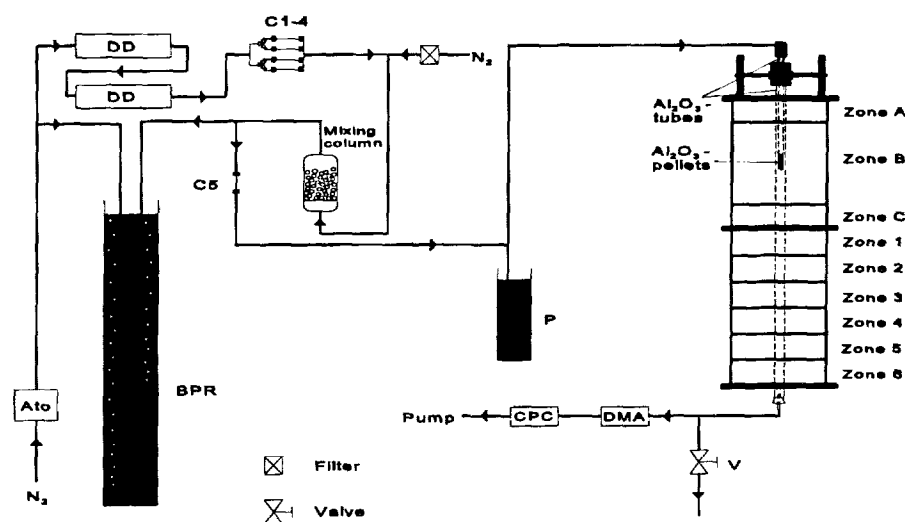 DD
DD
C1-4
N₂
Mixing
column
C5
Al₂O₃-
tubes
Al₂O₃-
pellets
Zone A
Zone B
Zone C
Zone 1
Zone 2
Zone 3
Zone 4
Zone 5
Zone 6
P
BPR
Ato
N₂
Pump
CPC
DMA
V
Filter
Valve